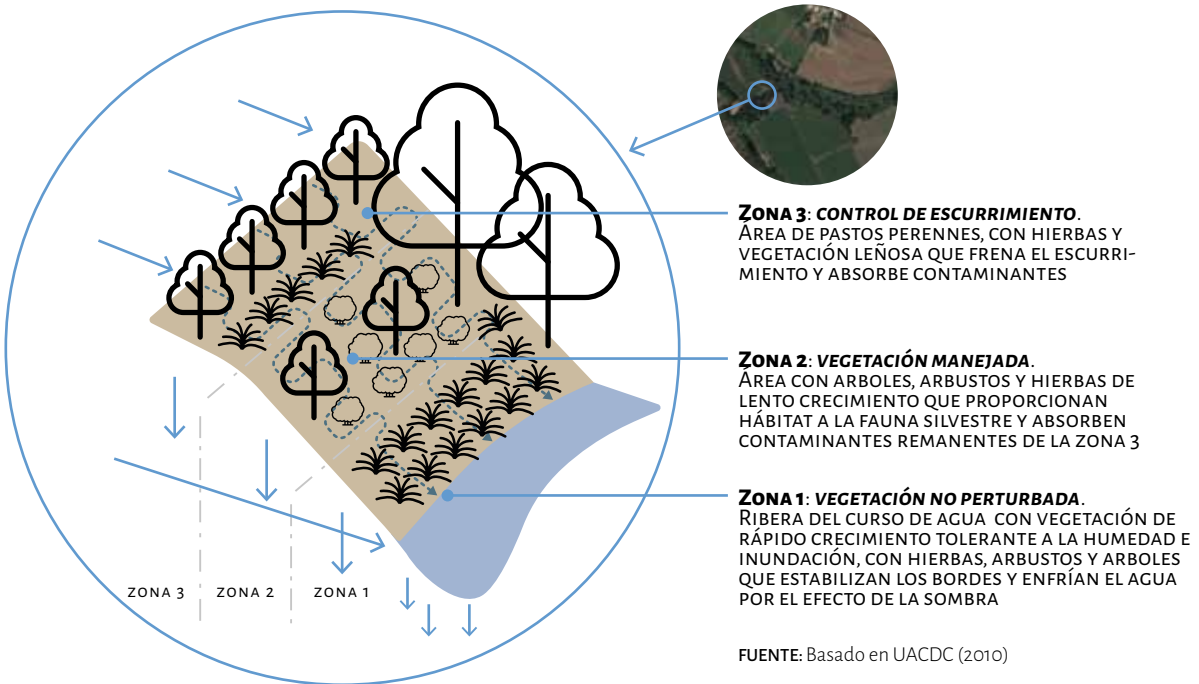 ZONA 3: CONTROL DE ESCURRIMIENTO.
ÁREA DE PASTOS PERENNES, CON HIERBAS Y
VEGETACIÓN LEÑOSA QUE FRENA EL ESCURRI-
MIENTO Y ABSORBE CONTAMINANTES
ZONA 2: VEGETACIÓN MANEJADA.
ÁREA CON ARBOLES, ARBUSTOS Y HIERBAS DE
LENTO CRECIMIENTO QUE PROPORCIONAN
HÁBITAT A LA FAUNA SILVESTRE Y ABSORBEN
CONTAMINANTES REMANENTES DE LA ZONA 3
ZONA 1: VEGETACIÓN NO PERTURBADA.
RIBERA DEL CURSO DE AGUA CON VEGETACIÓN DE
RÁPIDO CRECIMIENTO TOLERANTE A LA HUMEDAD E
INUNDACIÓN, CON HIERBAS, ARBUSTOS Y ARBOLES
QUE ESTABILIZAN LOS BORDES Y ENFRÍAN EL AGUA
POR EL EFECTO DE LA SOMBRA
ZONA 3 ZONA 2 ZONA 1
FUENTE: Basado en UACDC (2010)